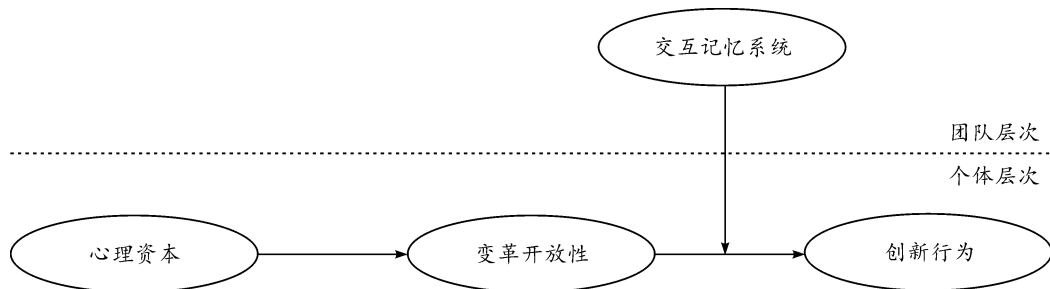 交互记忆系统
团队层次
个体层次
心理资本
变革开放性
创新行为